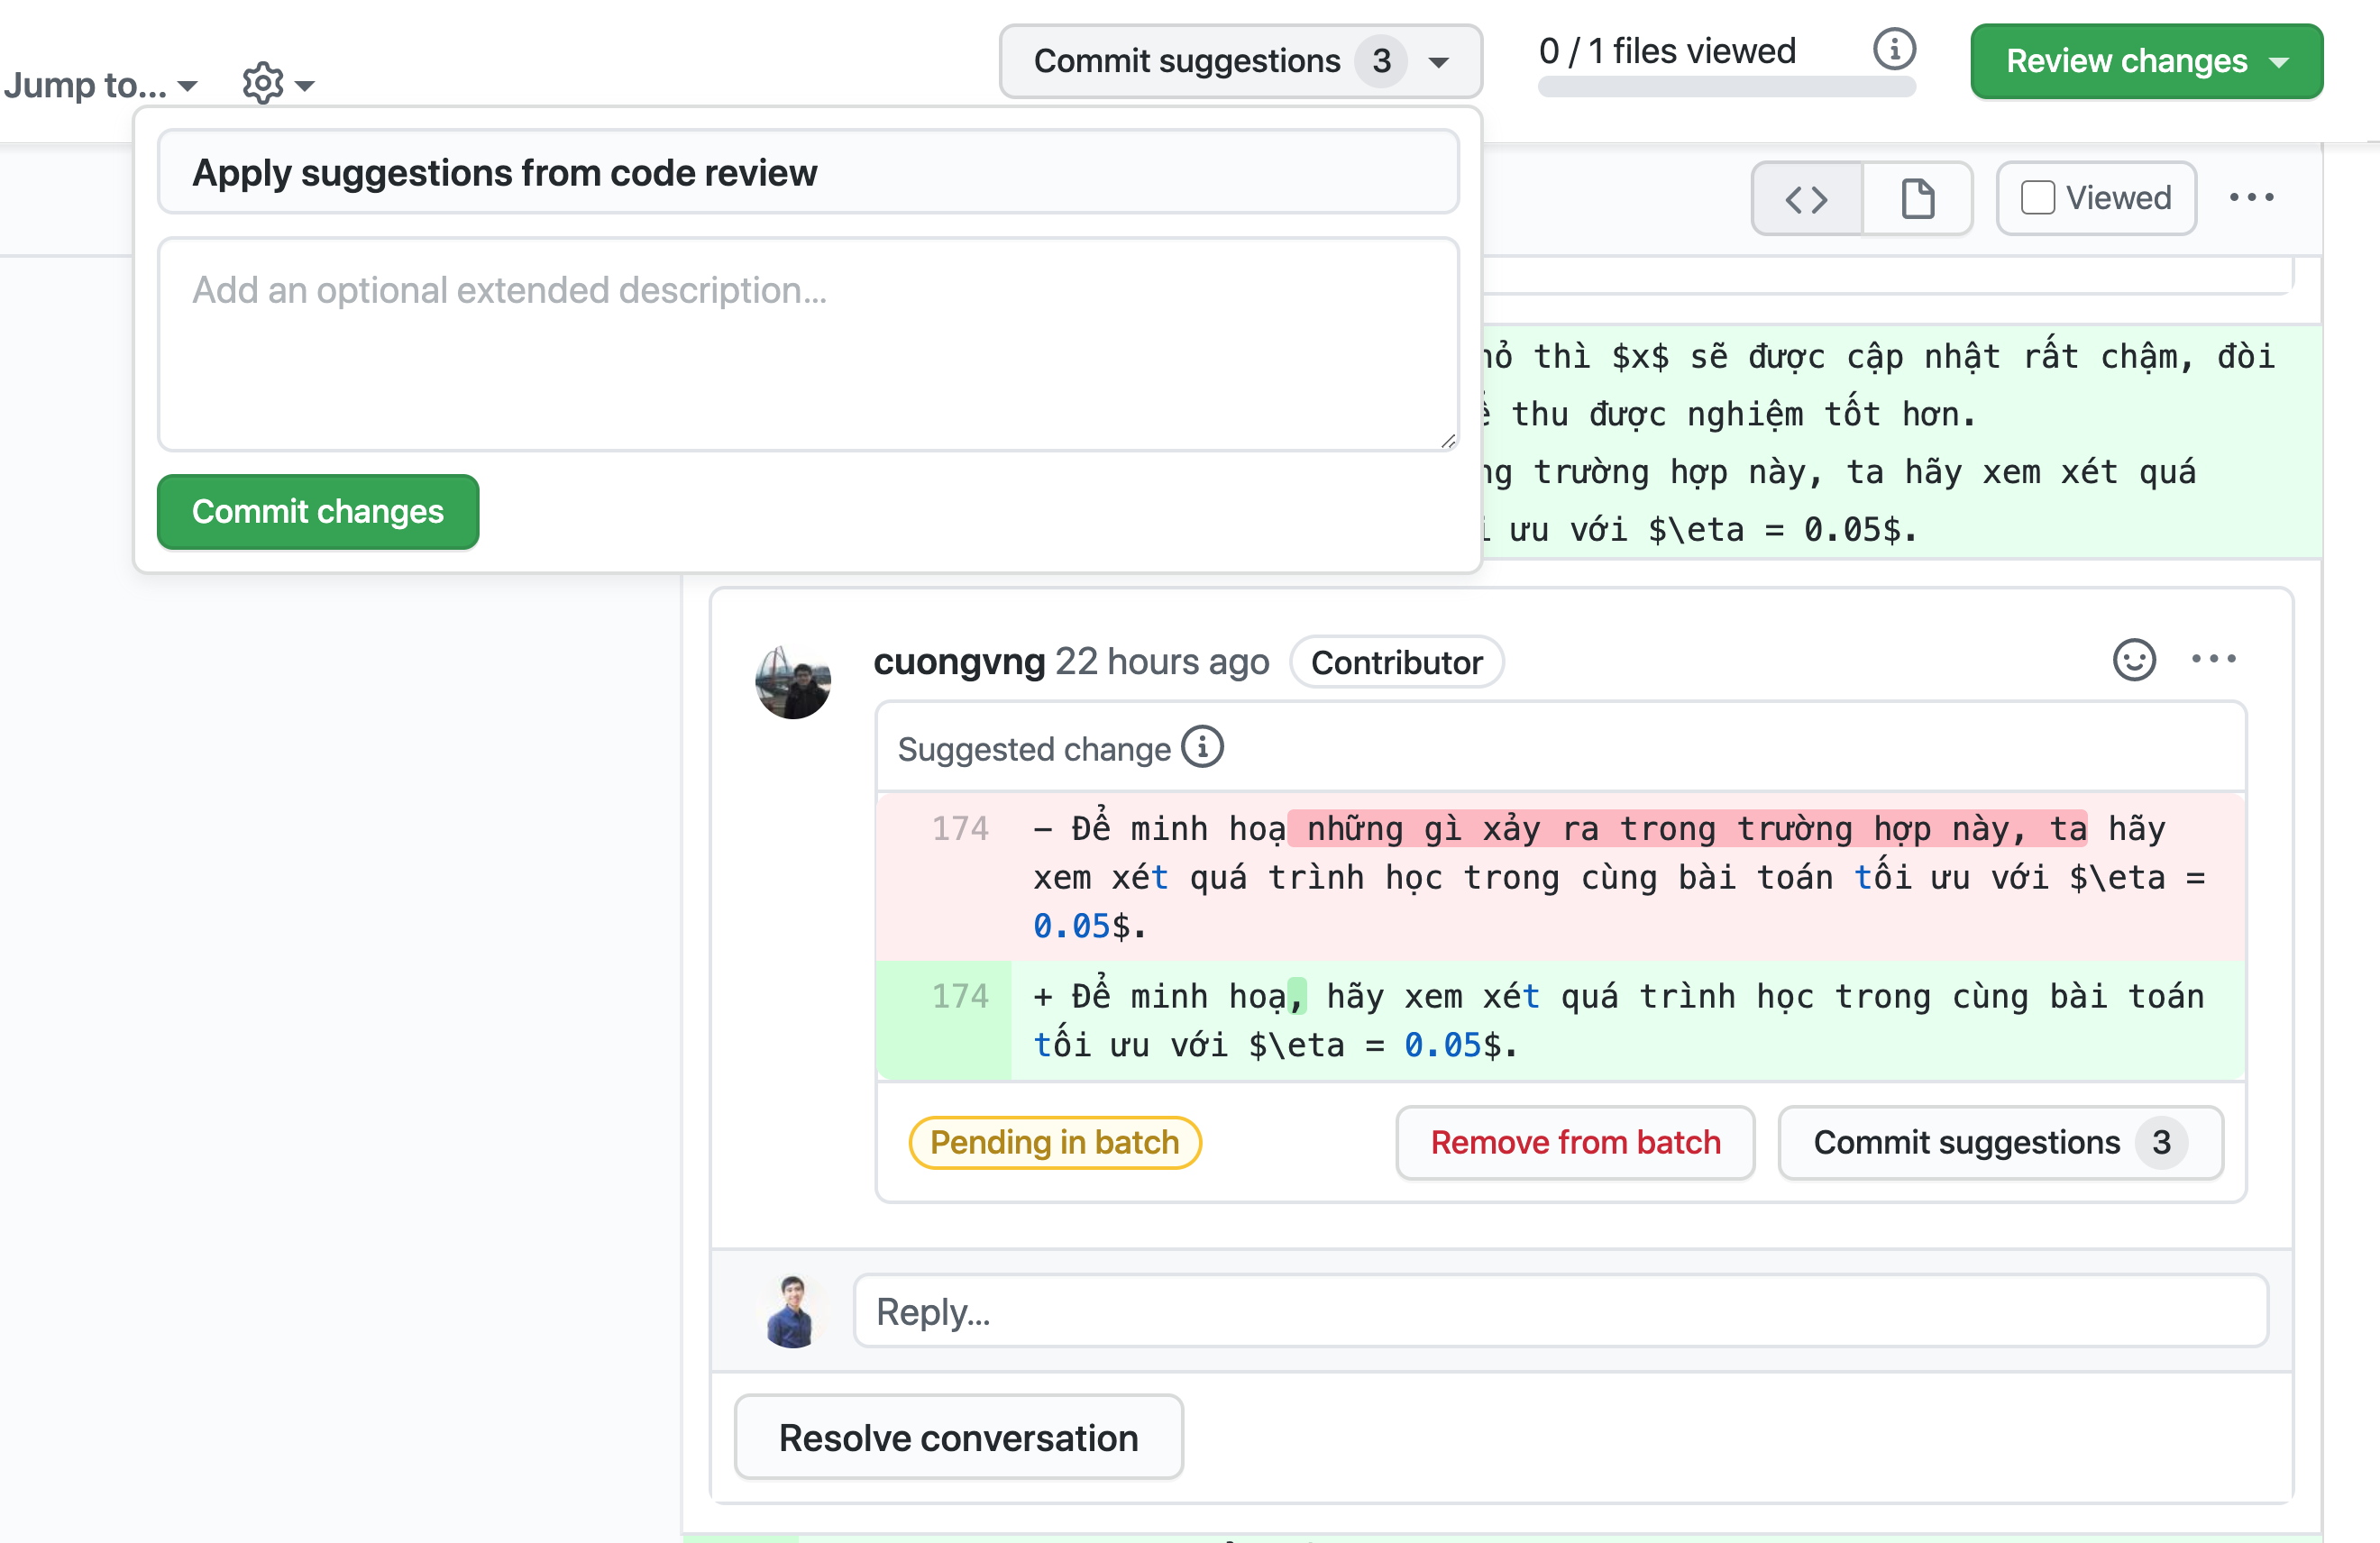 Jump to...
Commit suggestions 3
0 / 1 files viewed
Review changes
Apply suggestions from code review
Add an optional extended description...
Commit changes
Viewed
thì $x$ sẽ được cập nhật rất chậm, đòi
thu được nghiệm tốt hơn.
trường hợp này, ta hãy xem xét quá
ưu với $\eta = 0.05$.
cuongvng 22 hours ago Contributor
Suggested change
174 - Để minh hoạ những gì xảy ra trong trường hợp này, ta hãy
xem xét quá trình học trong cùng bài toán tối ưu với $\eta =
0.05$.
174 + Để minh hoạ, hãy xem xét quá trình học trong cùng bài toán
tối ưu với $\eta = 0.05$.
Pending in batch
Remove from batch
Commit suggestions 3
Reply...
Resolve conversation